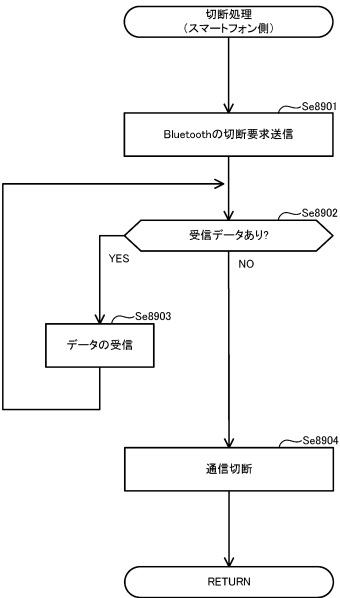 切断処理
(スマートフォン側)
Se8901
Bluetoothの切断要求送信
Se8902
受信データあり?
YES
NO
Se8903
データの受信
Se8904
通信切断
RETURN